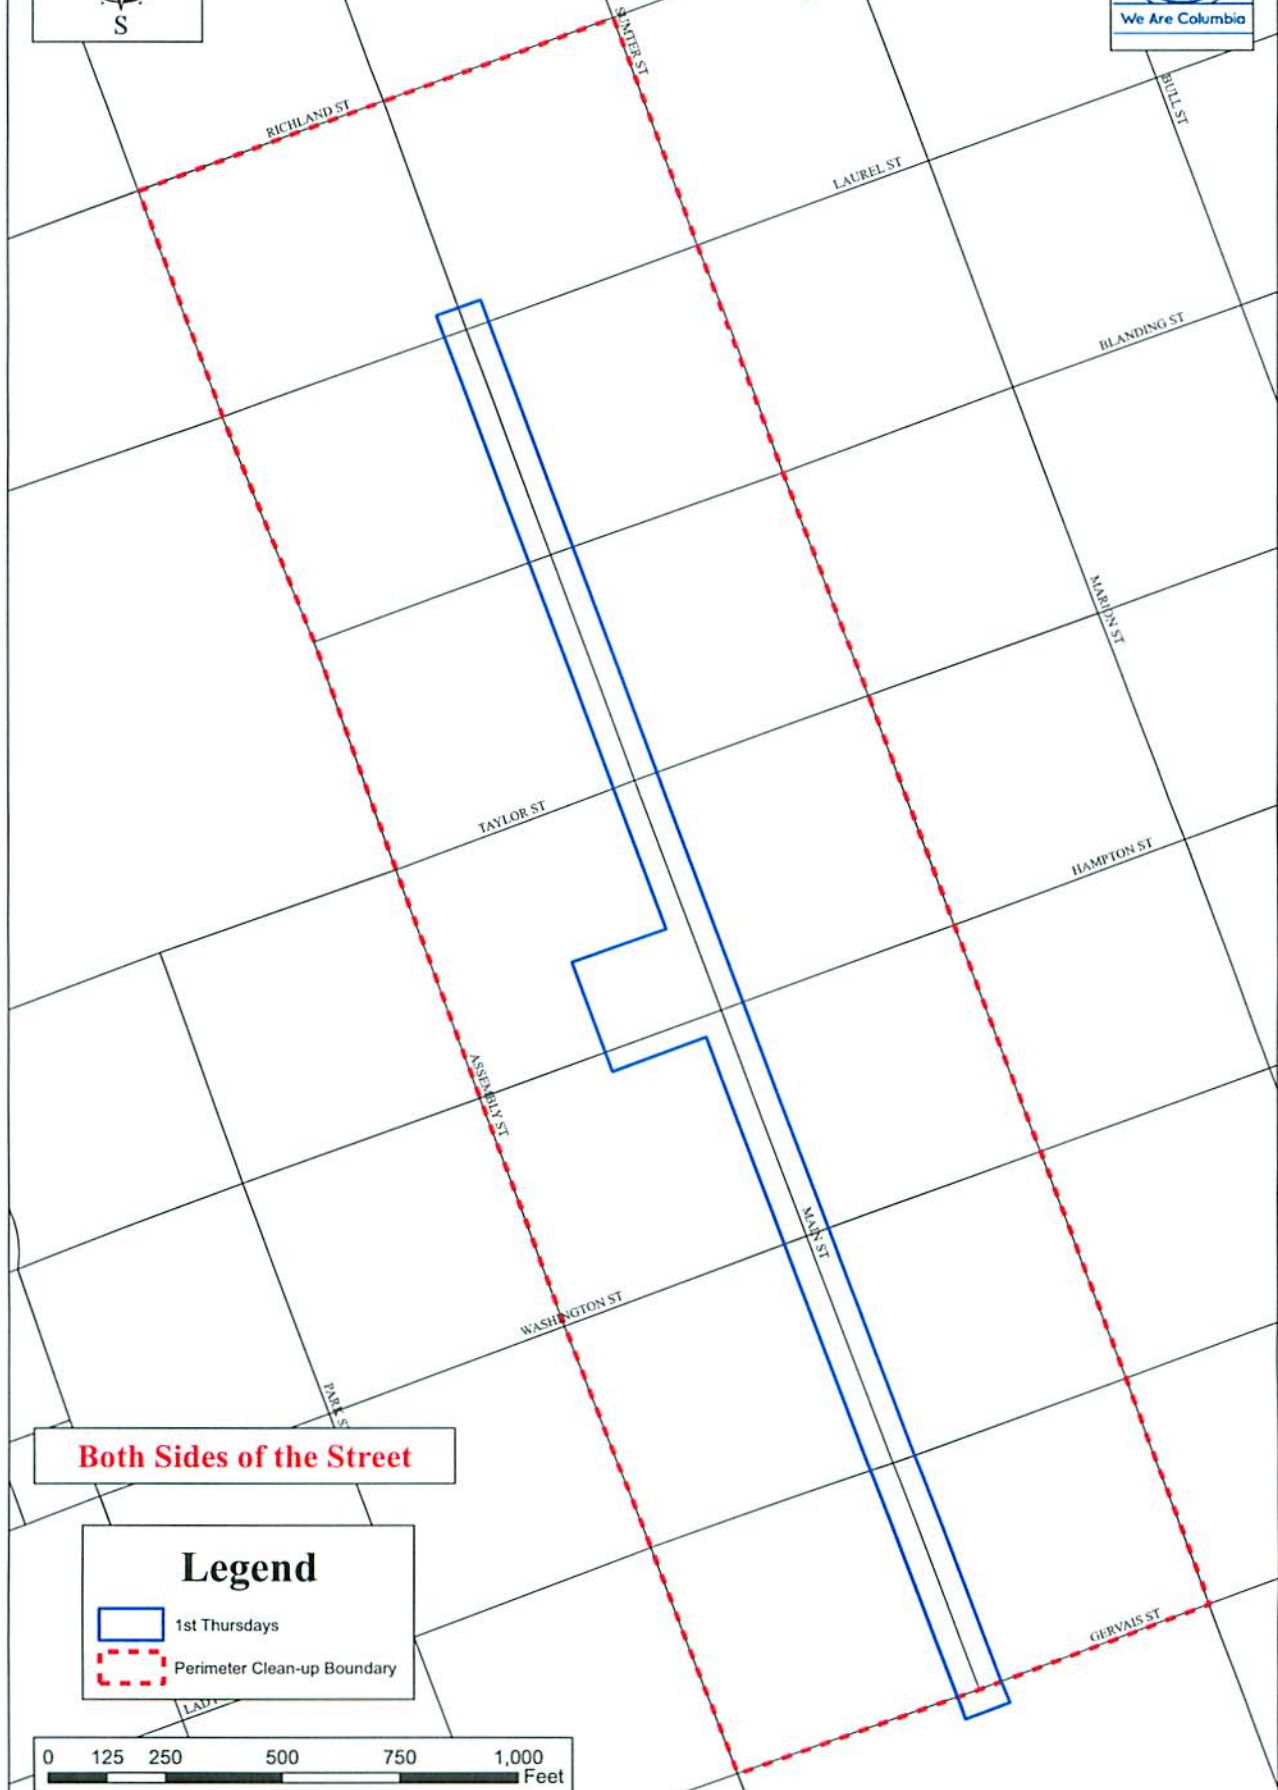 S
We Are Columbia
SUMTER ST
BULL ST
RICHLAND ST
LAUREL ST
BLANDING ST
MARION ST
TAYLOR ST
HAMPTON ST
ASSEMBLY ST
MAIN ST
WASHINGTON ST
PARK S
Both Sides of the Street
Legend
1st Thursdays
Perimeter Clean-up Boundary
GERVAIS ST
LADY
0 125 250 500 750 1,000
Feet